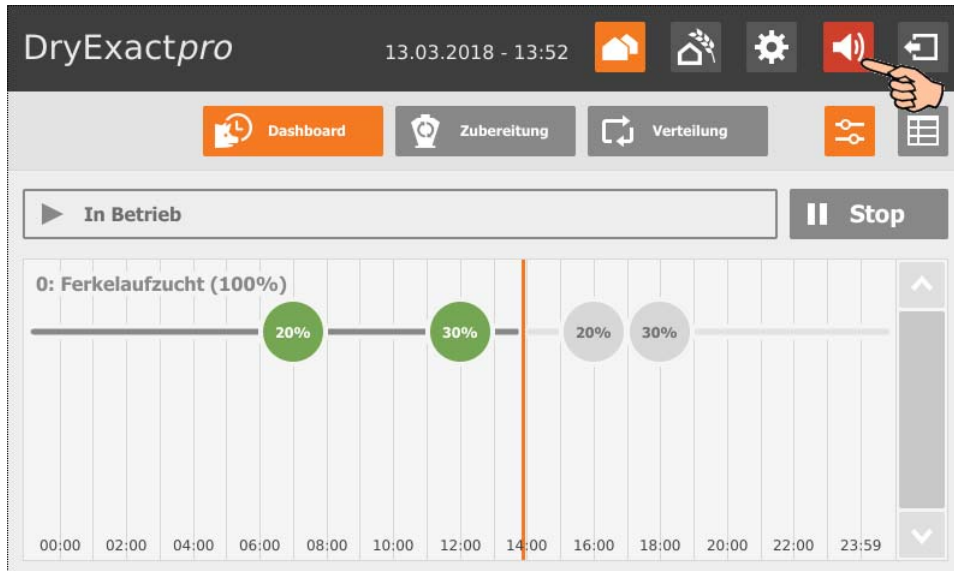 DryExactpro
13.03.2018 - 13:52
Dashboard
Zubereitung
Verteilung
In Betrieb
Stop
0: Ferkelaufzucht (100%)
20%
30%
20%
30%
00:00 02:00 04:00 06:00 08:00 10:00 12:00 14:00 16:00 18:00 20:00 22:00 23:59